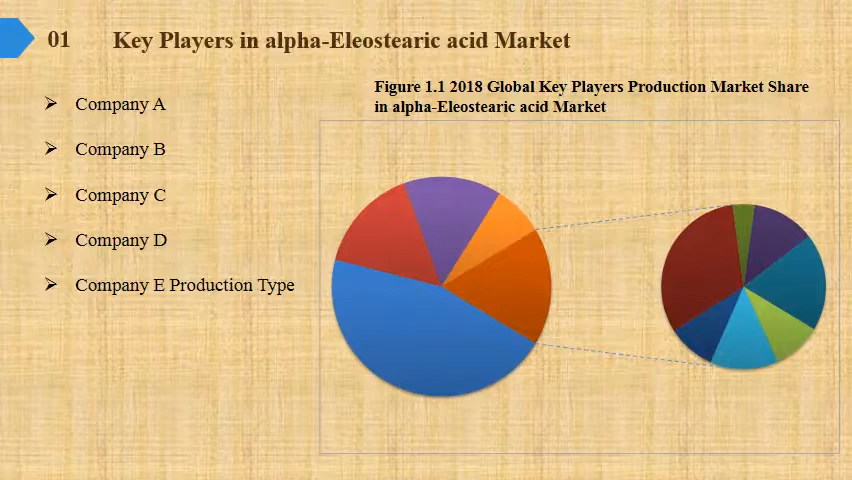 01 Key Players in alpha-Eleostearic acid Market
Figure 1.1 2018 Global Key Players Production Market Share
in alpha-Eleostearic acid Market
Company A
Company B
Company C
Company D
Company E Production Type